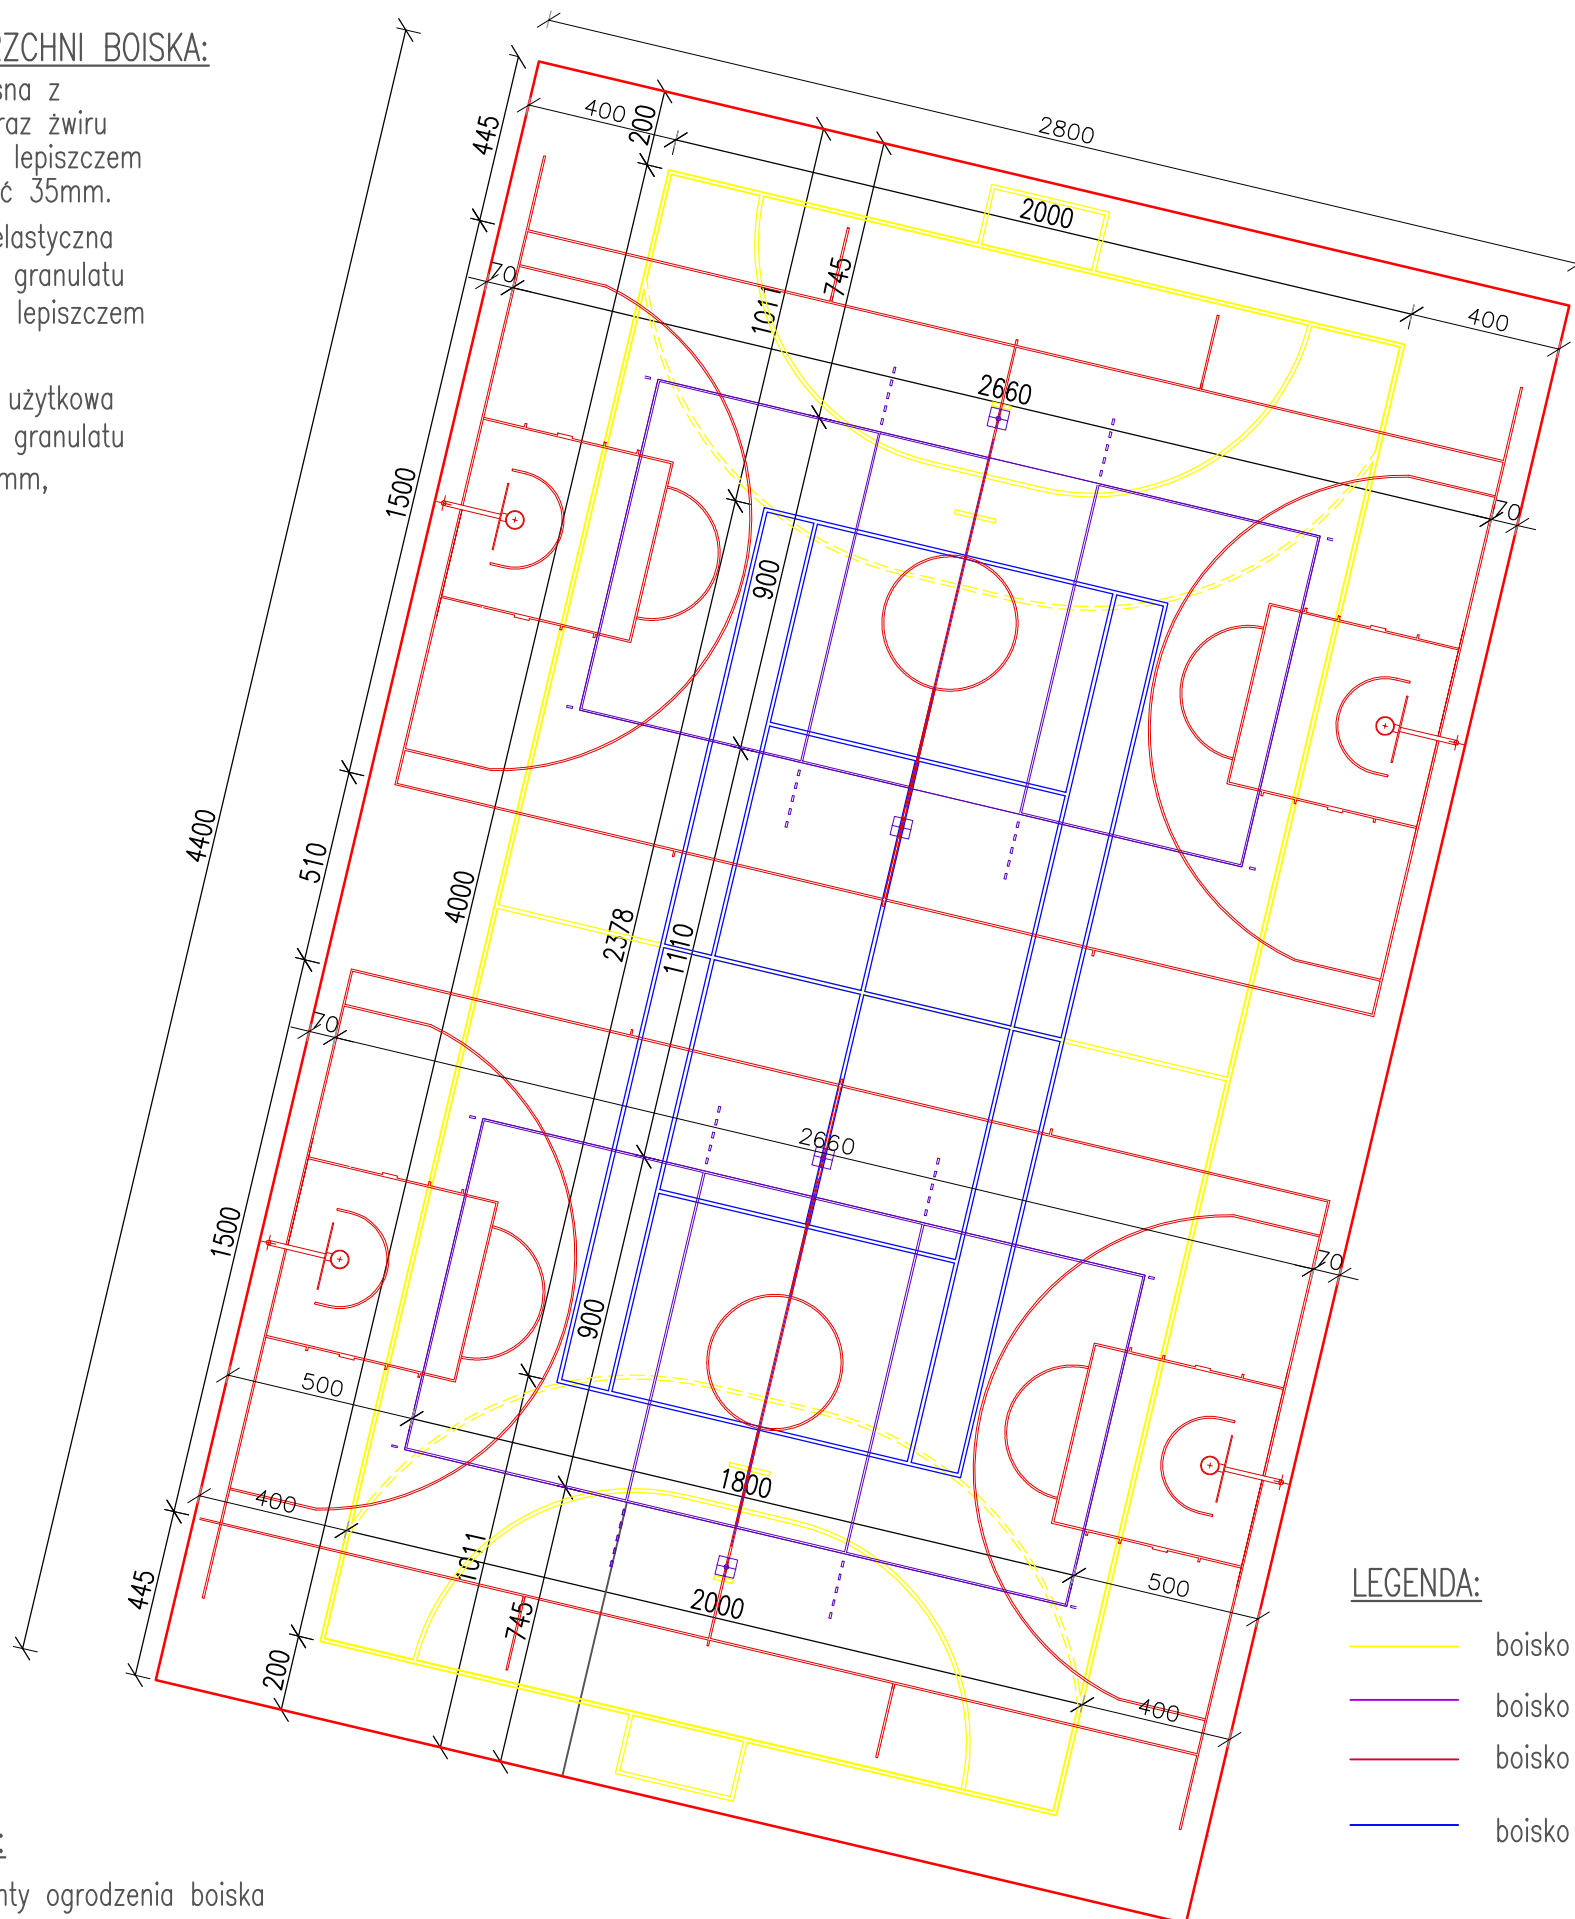 RZCHNI BOISKA:
sna z
raz żwiru
lepiszczem
ć 35mm.
elastyczna
granulatu
lepiszczem
użytkowa
granulatu
mm,
445
400
200
2800
2000
400
70
1011
745
2660
70
1500
900
4400
510
4000
2378
1110
70
2660
70
1500
900
500
1800
500
400
2000
400
445
1011
745
200
LEGENDA:
boisko
boisko
boisko
boisko
:
nty ogrodzenia boiska